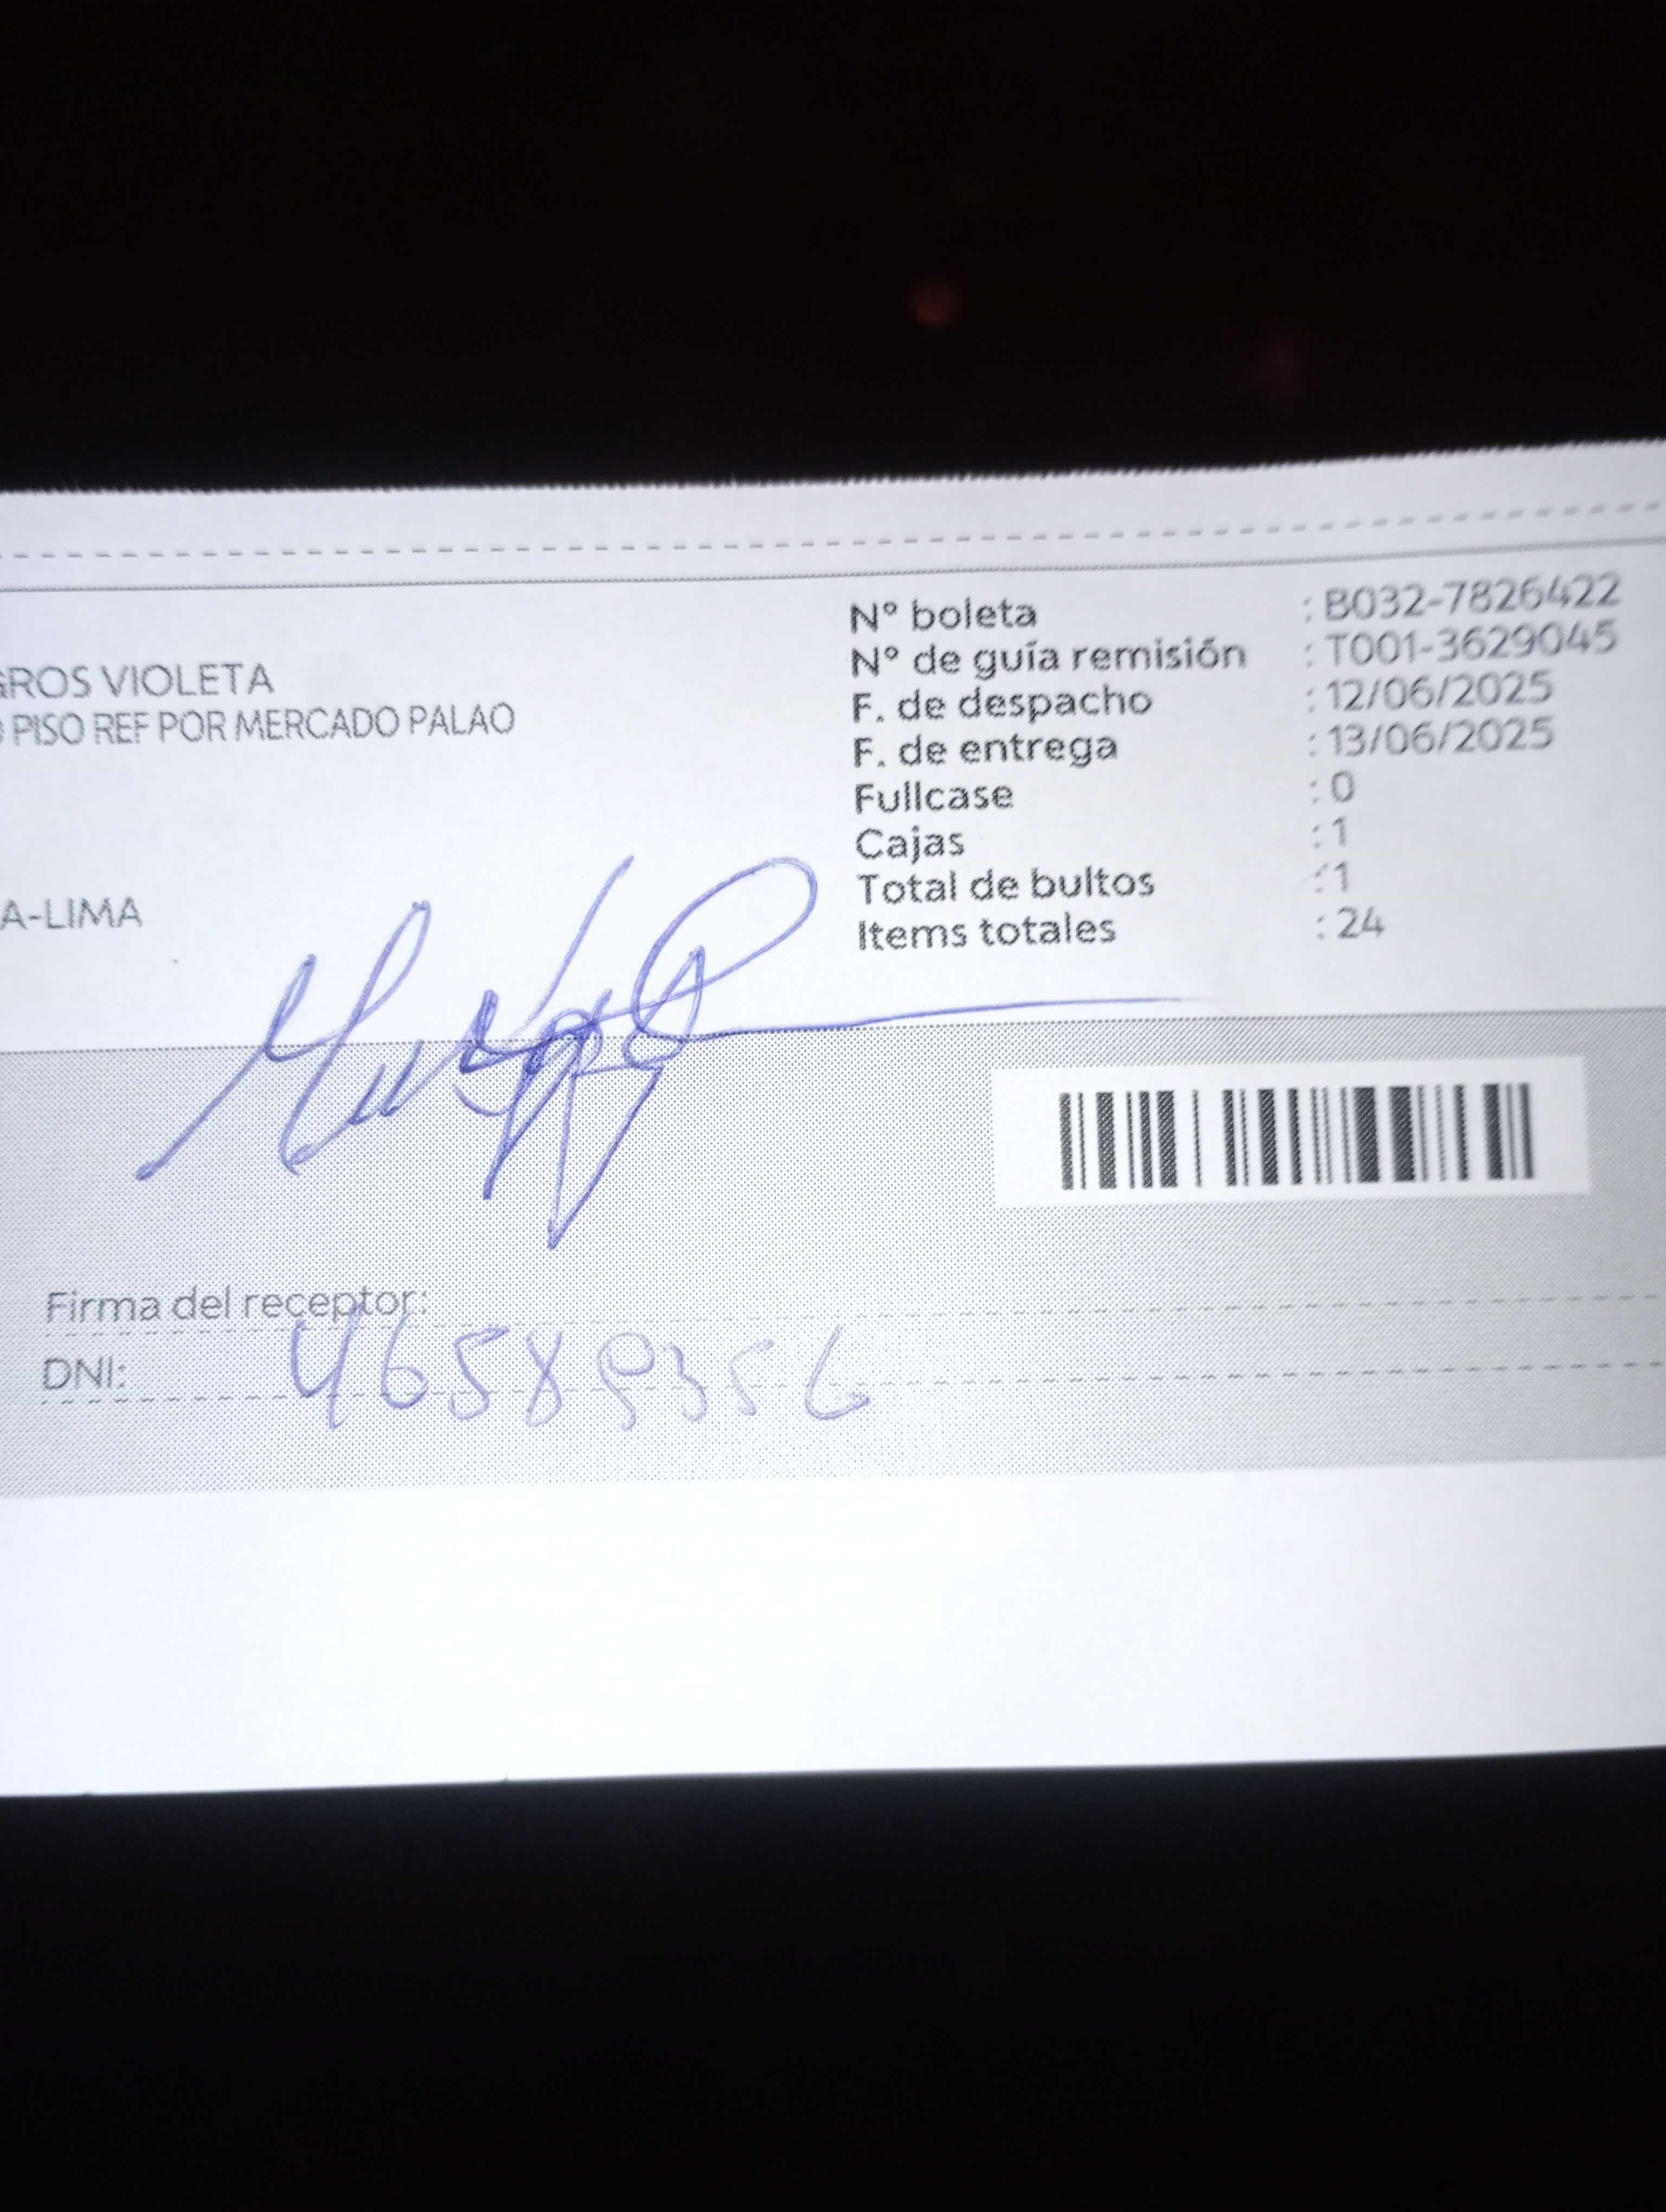 GROS VIOLETA
PISO REF POR MERCADO PALAO
A-LIMA
N° boleta : B032-7826422
N° de guía remisión : T001-3629045
F. de despacho : 12/06/2025
F. de entrega : 13/06/2025
Fullcase : 0
Cajas : 1
Total de bultos : 1
Items totales : 24
Firma del receptor:
DNI: 46589356